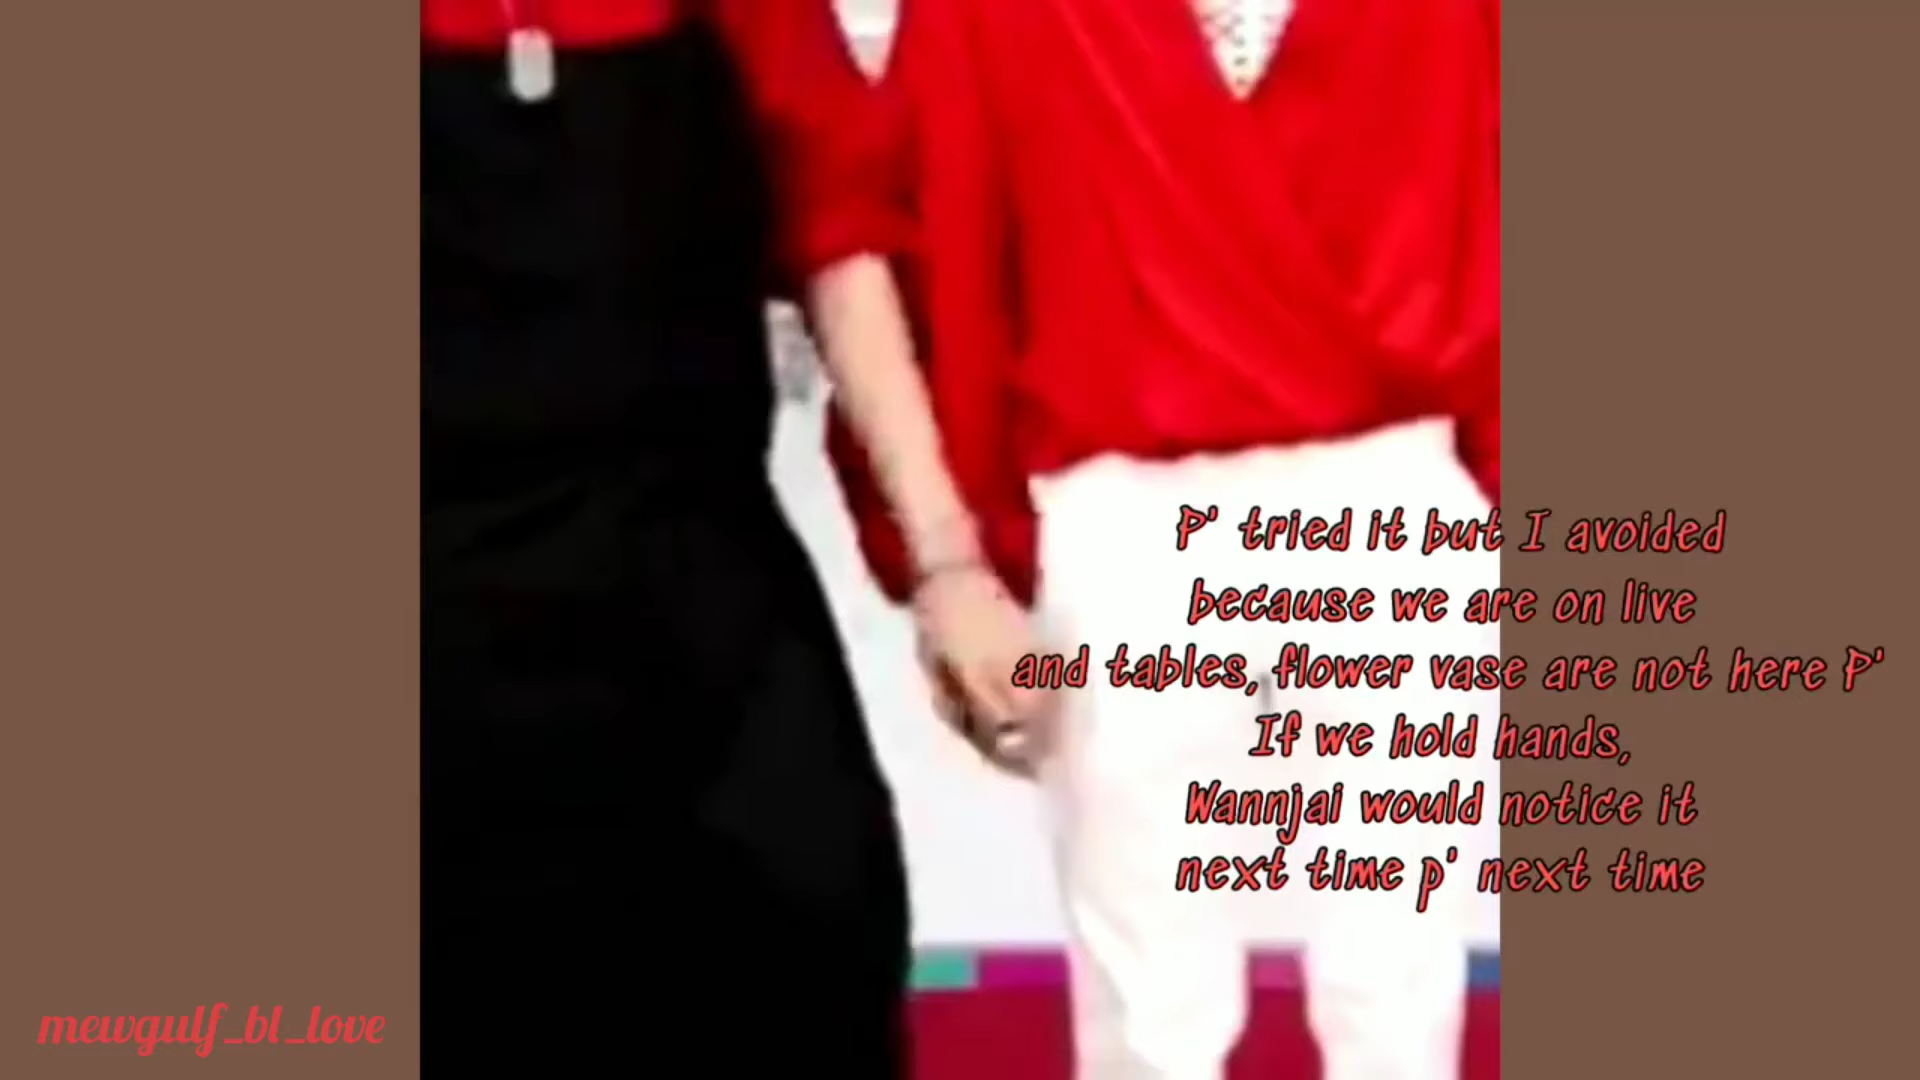 P' tried it but I avoided
because we are on live
and tables, flower vase are not here P'
If we hold hands,
Wannjai would notice it
next time p' next time
mewgulf_bl_love